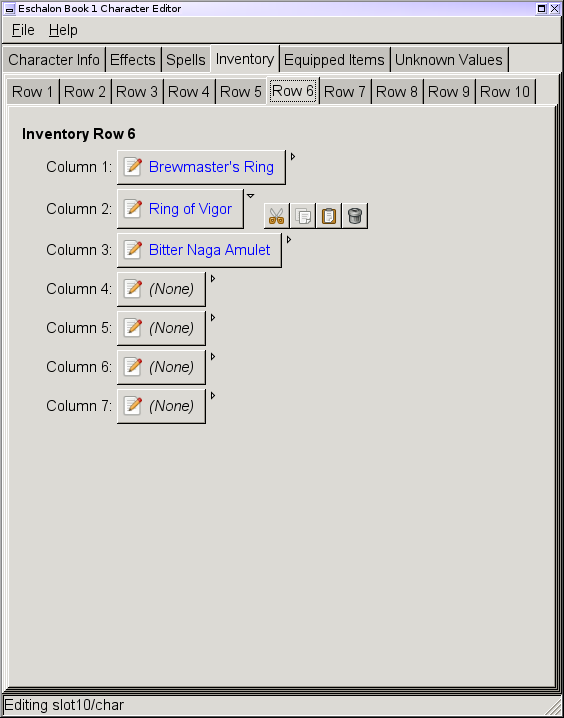 Eschalon Book 1 Character Editor
File Help
Character Info Effects Spells Inventory Equipped Items Unknown Values
Row 1 Row 2 Row 3 Row 4 Row 5 Row 6 Row 7 Row 8 Row 9 Row 10
Inventory Row 6
Column 1: Brewmaster's Ring
Column 2: Ring of Vigor
Column 3: Bitter Naga Amulet
Column 4: (None)
Column 5: (None)
Column 6: (None)
Column 7: (None)
Editing slot10/char